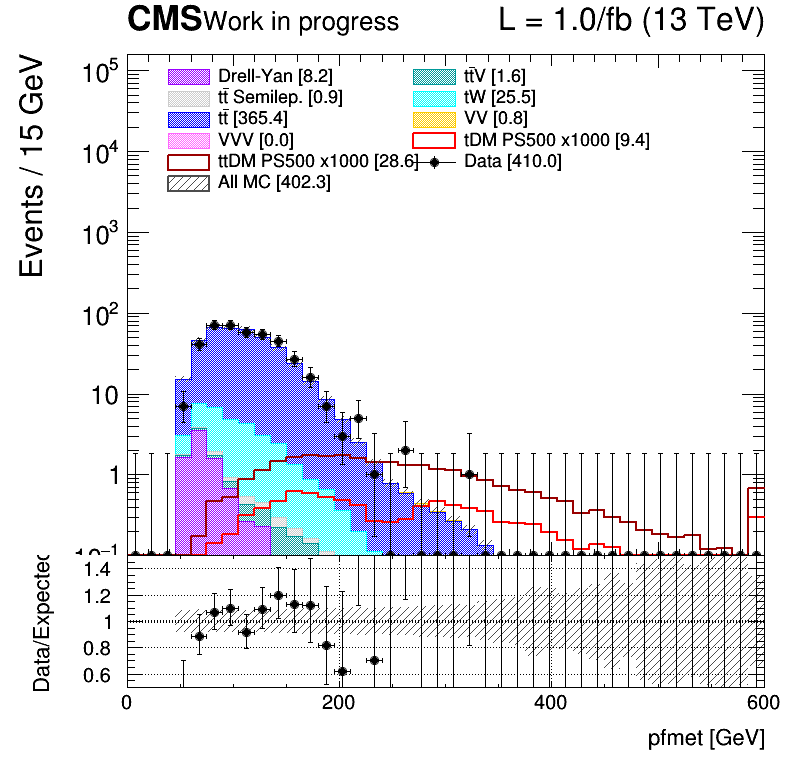 CMS Work in progress L = 1.0/fb (13 TeV)
Events / 15 GeV
10⁵
10⁴
10³
10²
10
1
10⁻¹
Drell-Yan [8.2] tt̄V [1.6]
tt̄ Semilep. [0.9] tW [25.5]
tt̄ [365.4] VV [0.8]
VVV [0.0] tDM PS500 x1000 [9.4]
ttDM PS500 x1000 [28.6] Data [410.0]
All MC [402.3]
Data/Expected
1.4
1.2
1
0.8
0.6
0 200 400 600
pfmet [GeV]